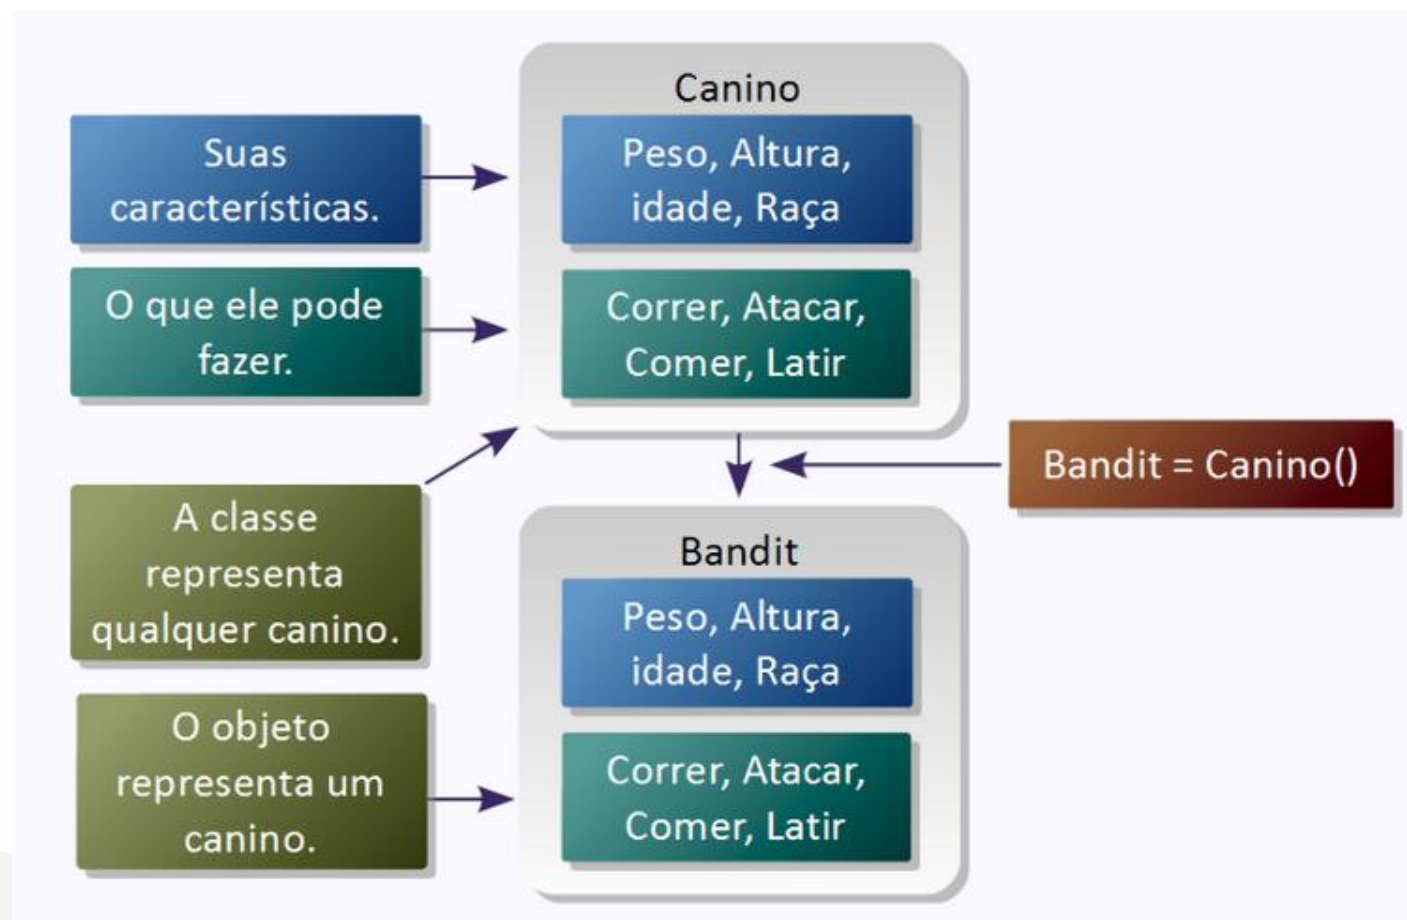 Canino
Suas
características.
Peso, Altura,
idade, Raça
O que ele pode
fazer.
Correr, Atacar,
Comer, Latir
Bandit = Canino()
A classe
representa
qualquer canino.
Bandit
Peso, Altura,
idade, Raça
O objeto
representa um
canino.
Correr, Atacar,
Comer, Latir